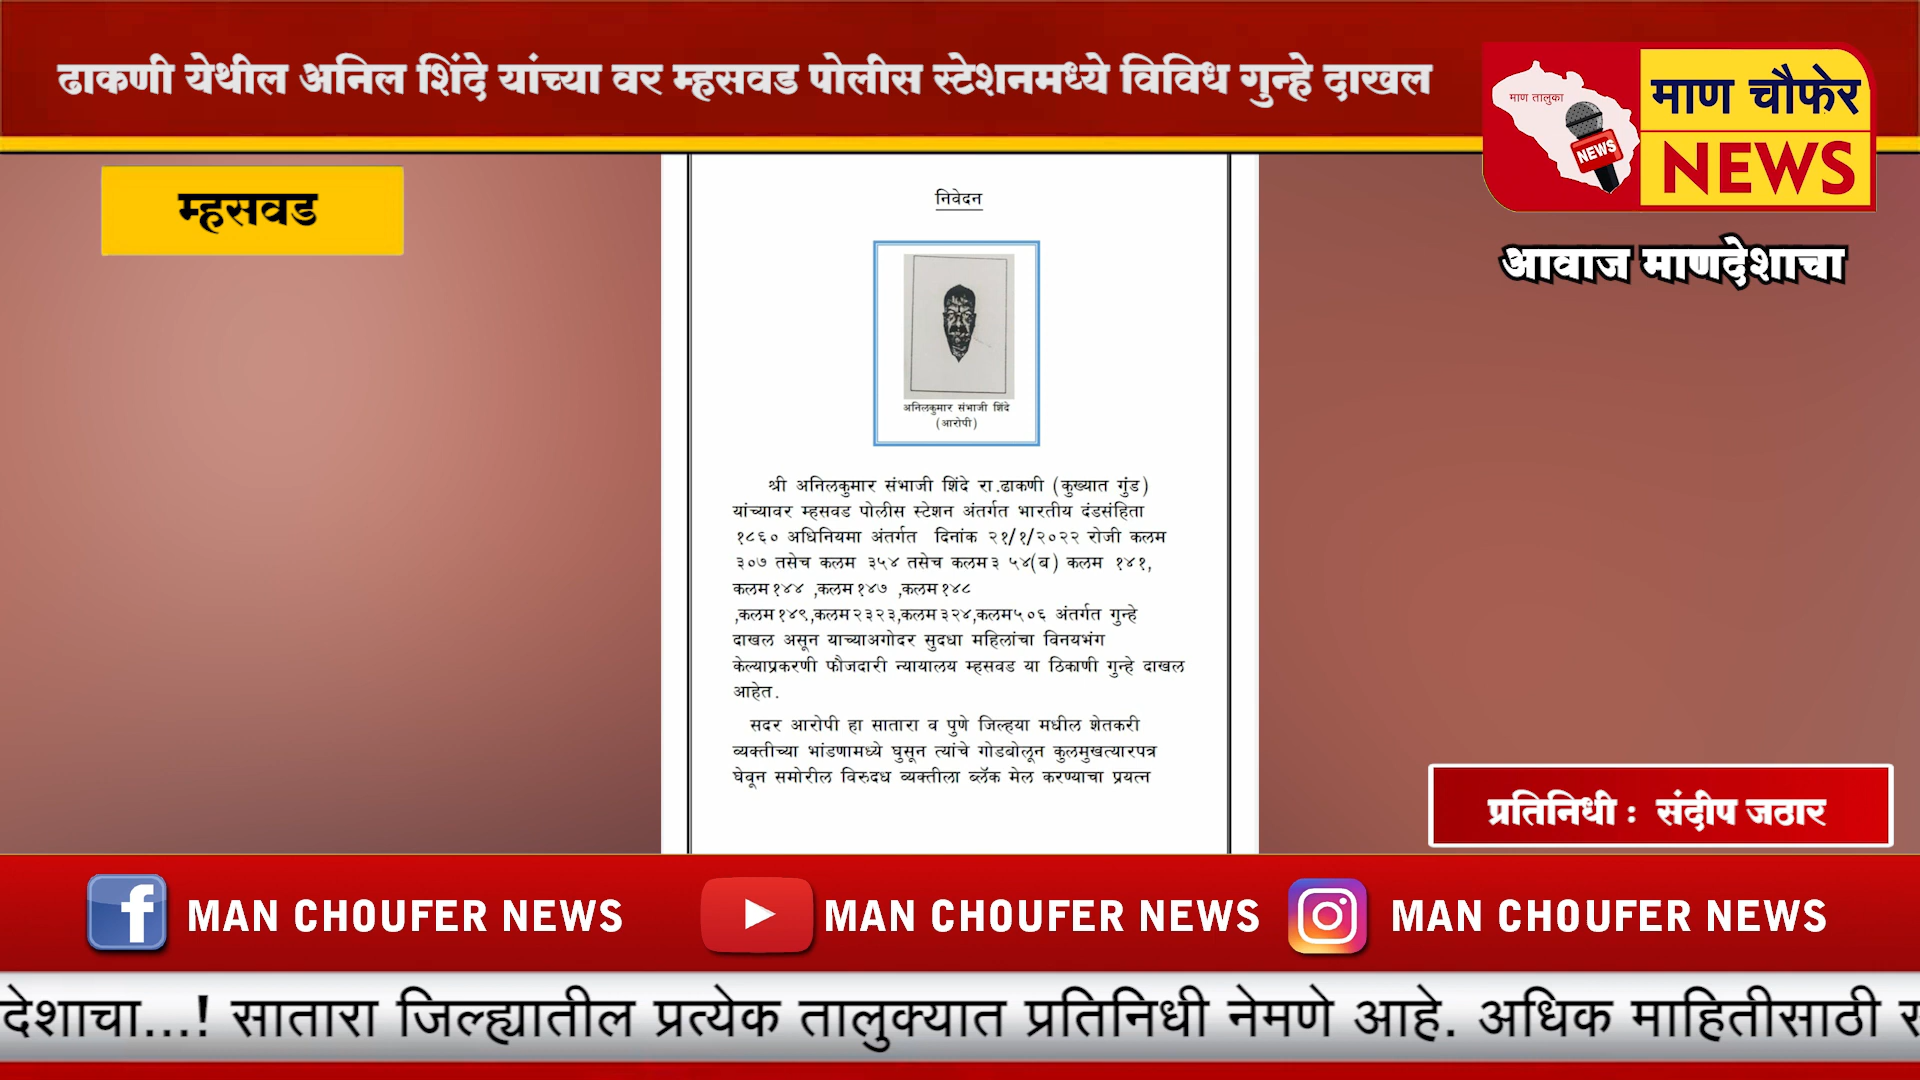 ढाकणी येथील अनिल शिंदे यांच्या वर म्हसवड पोलीस स्टेशनमध्ये विविध गुन्हे दाखल
माण तालुका
NEWS
माण चौफेर
NEWS
आवाज माणदेशाचा
म्हसवड
निवेदन
अनिलकुमार संभाजी शिंदे
(आरोपी)
श्री अनिलकुमार संभाजी शिंदे रा.ढाकणी (कुख्यात गुंड)
यांच्यावर म्हसवड पोलीस स्टेशन अंतर्गत भारतीय दंडसंहिता
१८६० अधिनियमा अंतर्गत दिनांक २१/१/२०२२ रोजी कलम
३०७ तसेच कलम ३५४ तसेच कलम३ ५४(ब) कलम १४१,
कलम१४४ ,कलम१४७ ,कलम१४८
,कलम१४९,कलम२३२३,कलम३२४,कलम५०६ अंतर्गत गुन्हे
दाखल असून याच्याअगोदर सुदधा महिलांचा विनयभंग
केल्याप्रकरणी फौजदारी न्यायालय म्हसवड या ठिकाणी गुन्हे दाखल
आहेत.
सदर आरोपी हा सातारा व पुणे जिल्हया मधील शेतकरी
व्यक्तीच्या भांडणामध्ये घुसून त्यांचे गोडबोलून कुलमुखत्यारपत्र
घेवून समोरील विरुदध व्यक्तीला ब्लॅक मेल करण्याचा प्रयत्न
प्रतिनिधी : संदीप जठार
MAN CHOUFER NEWS
MAN CHOUFER NEWS
MAN CHOUFER NEWS
देशाचा...! सातारा जिल्ह्यातील प्रत्येक तालुक्यात प्रतिनिधी नेमणे आहे. अधिक माहितीसाठी